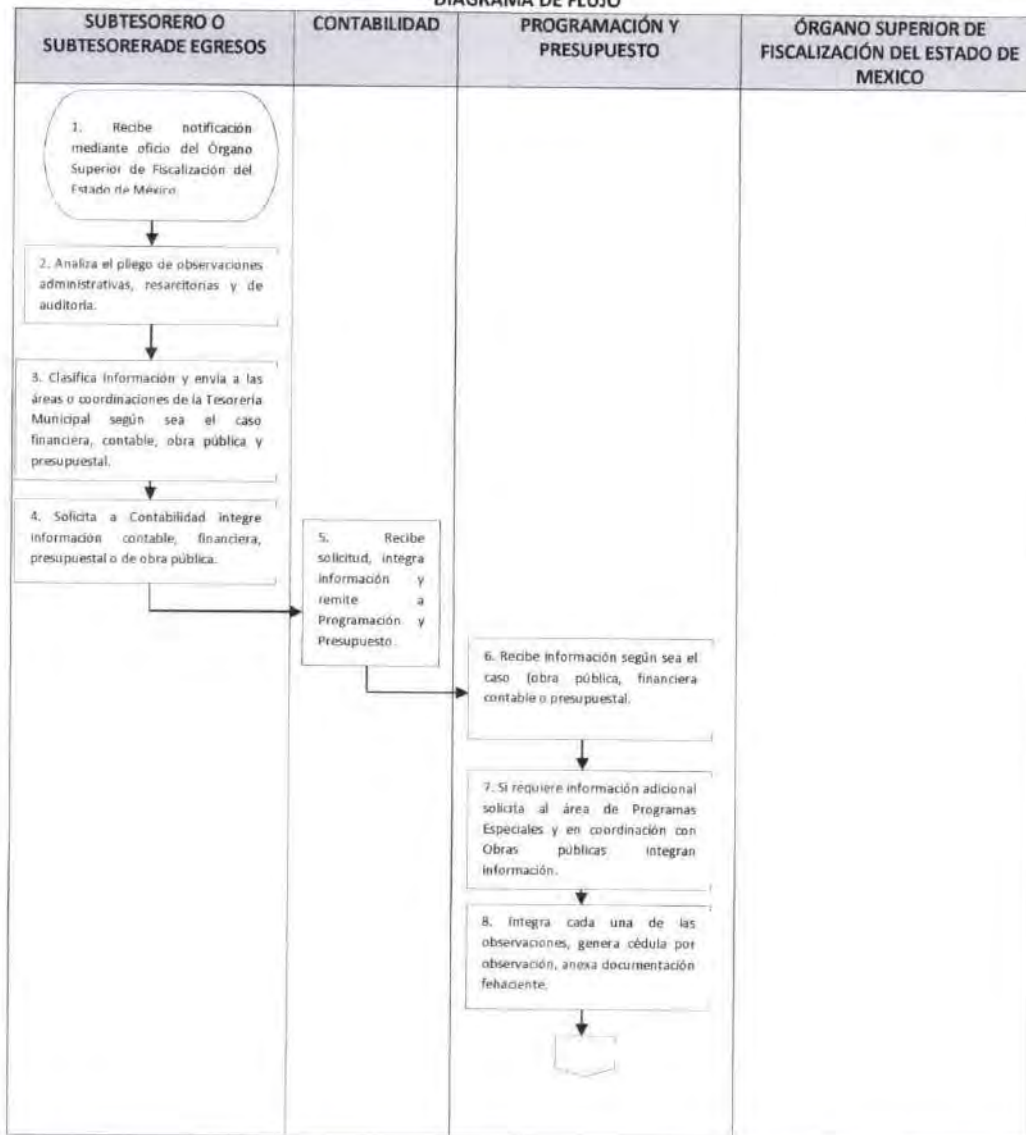 DIAGRAMA DE FLUJO
SUBTESORERO O
SUBTESORERADE EGRESOS
CONTABILIDAD
PROGRAMACIÓN Y
PRESUPUESTO
ÓRGANO SUPERIOR DE
FISCALIZACIÓN DEL ESTADO DE
MEXICO
1. Recibe notificación
mediante oficio del Órgano
Superior de Fiscalización del
Estado de México.
2. Analiza el pliego de observaciones
administrativas, resarcitorias y de
auditoria.
3. Clasifica información y envía a las
áreas o coordinaciones de la Tesorería
Municipal según sea el caso
financiera, contable, obra pública y
presupuestal.
4. Solicita a Contabilidad integre
información contable, financiera,
presupuestal o de obra pública.
5. Recibe
solicitud, integra
información y
remite a
Programación y
Presupuesto.
6. Recibe información según sea el
caso (obra pública, financiera
contable o presupuestal.
7. Si requiere información adicional
solicita al área de Programas
Especiales y en coordinación con
Obras públicas integran
información.
8. Integra cada una de las
observaciones, genera cédula por
observación, anexa documentación
fehaciente.